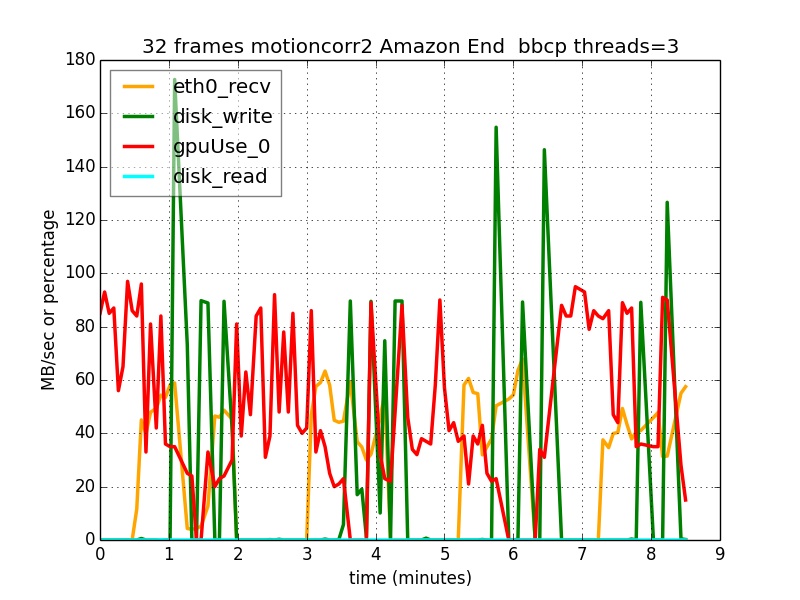 32 frames motioncorr2 Amazon End  bbcp threads=3
180
160
140
120
100
80
60
40
20
0
MB/sec or percentage
eth0_recv
disk_write
gpuUse_0
disk_read
0 1 2 3 4 5 6 7 8 9
time (minutes)